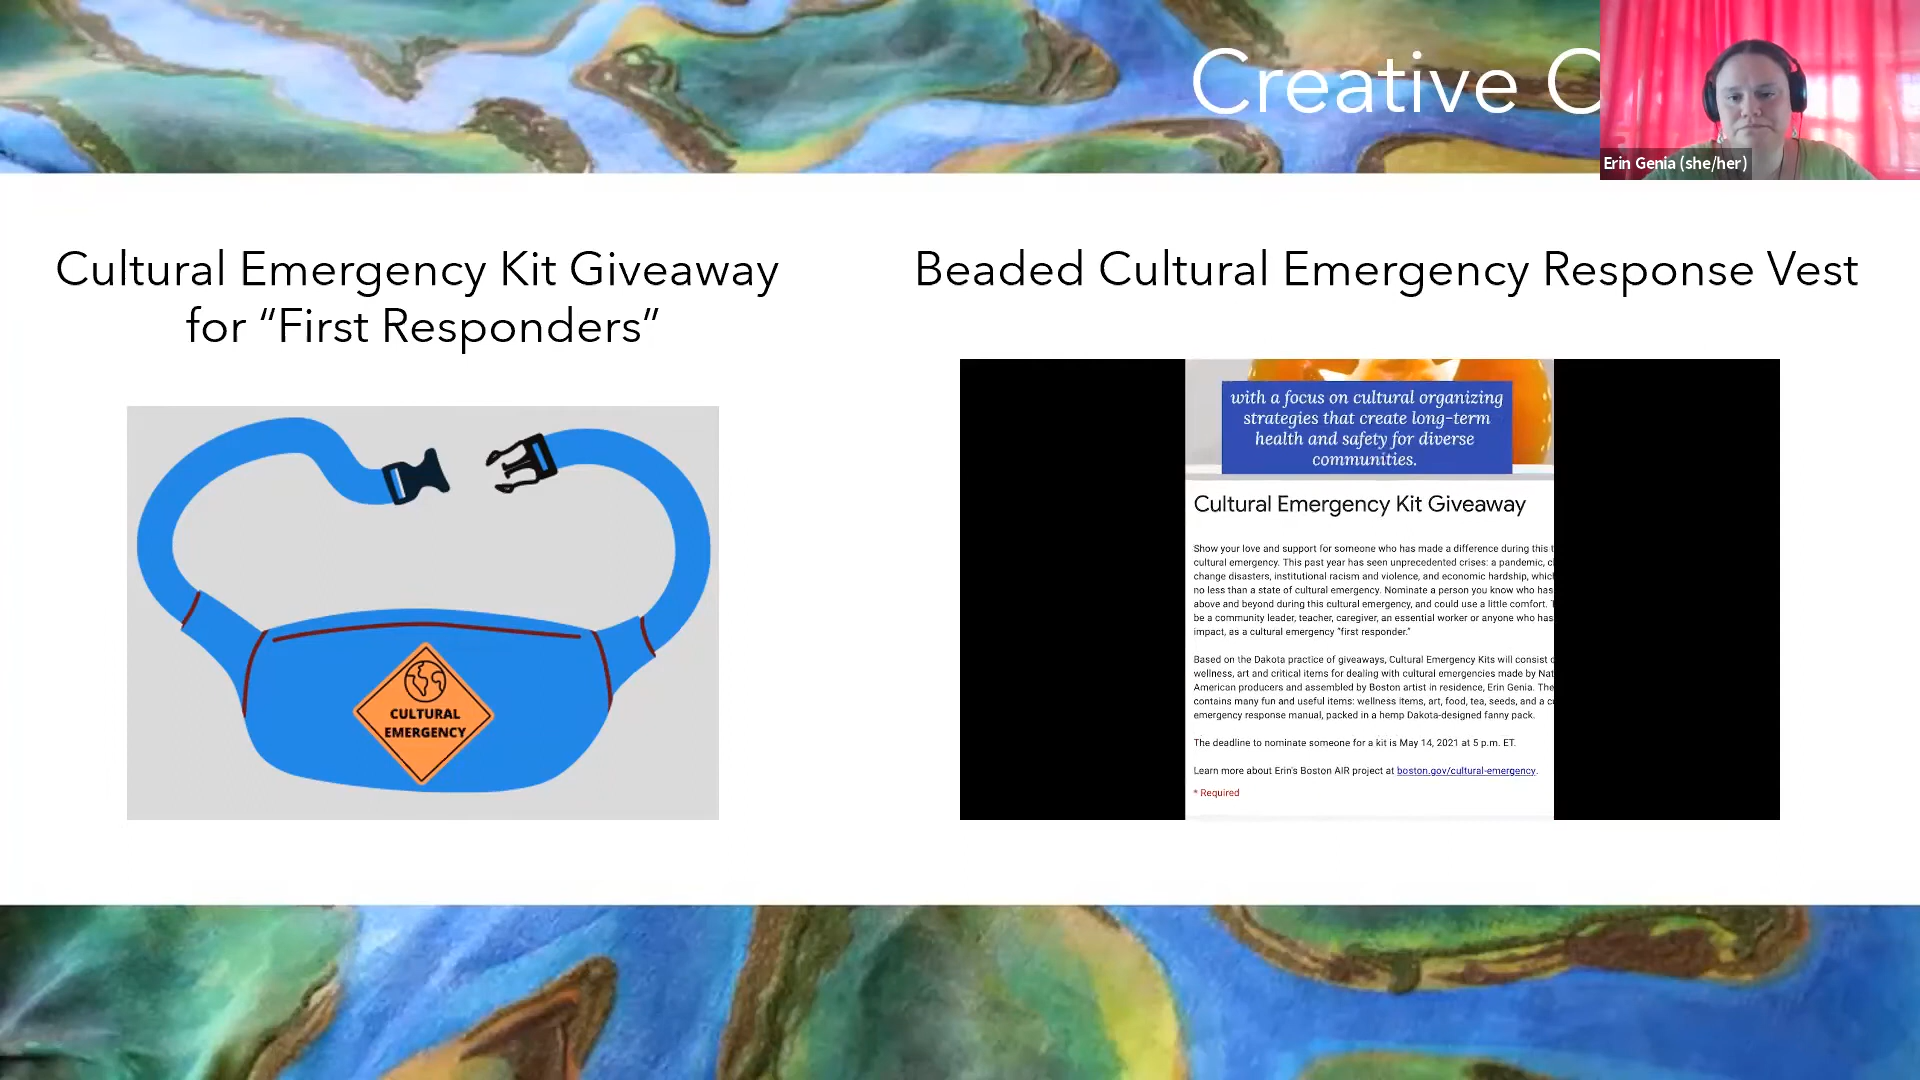 Creative
Erin Genia (she/her)
Cultural Emergency Kit Giveaway
for “First Responders”
CULTURAL
EMERGENCY
Beaded Cultural Emergency Response Vest
with a focus on cultural organizing
strategies that create long-term
health and safety for diverse
communities.
Cultural Emergency Kit Giveaway
Show your love and support for someone who has made a difference during this
cultural emergency. This past year has seen unprecedented crises: a pandemic,
change disasters, institutional racism and violence, and economic hardship,
no less than a state of cultural emergency. Nominate a person you know who has
above and beyond during this cultural emergency, and could use a little comfort.
be a community leader, teacher, caregiver, an essential worker or anyone who has
impact, as a cultural emergency “first responder.”
Based on the Dakota practice of giveaways, Cultural Emergency Kits will consist
wellness, art and critical items for dealing with cultural emergencies made by
American producers and assembled by Boston artist in residence, Erin Genia.
contains many fun and useful items: wellness items, art, food, tea, seeds, and a
emergency response manual, packed in a hemp Dakota-designed fanny pack.
The deadline to nominate someone for a kit is May 14, 2021 at 5 p.m. ET.
Learn more about Erin's Boston AIR project at boston.gov/cultural-emergency.
* Required